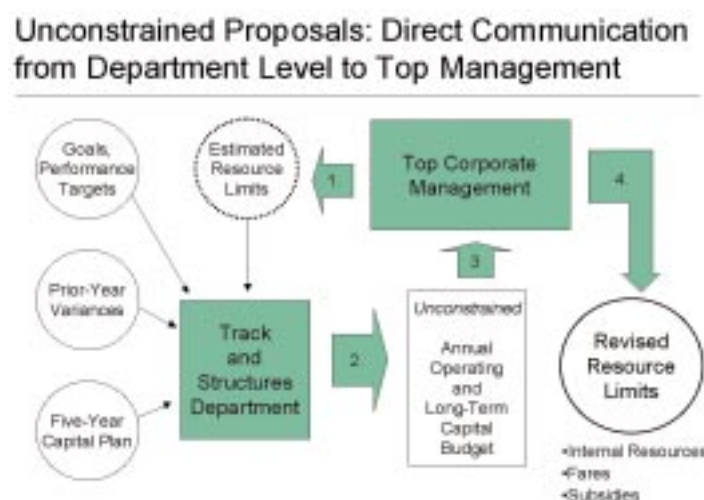 Unconstrained Proposals: Direct Communication
from Department Level to Top Management
Goals,
Performance
Targets
Estimated
Resource
Limits
1
Top Corporate
Management
4
Prior-Year
Variances
3
Track
and
Structures
Department
2
Unconstrained
Annual
Operating
and
Long-Term
Capital
Budget
Revised
Resource
Limits
Five-Year
Capital Plan
•Internal Resources
•Fares
•Subsidies